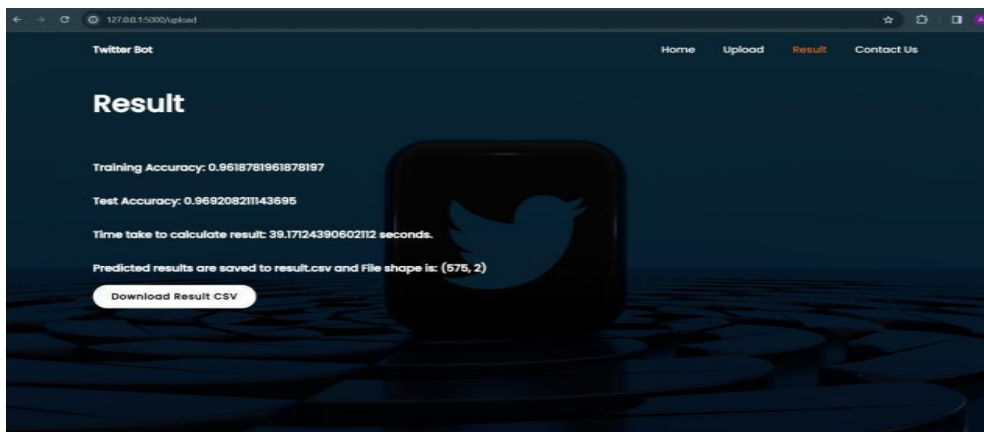 127.0.0.1:5000/upload
Twitter Bot Home Upload Result Contact Us
Result
Training Accuracy: 0.9618781961878197
Test Accuracy: 0.969208211143695
Time take to calculate result: 39.17124390602112 seconds.
Predicted results are saved to result.csv and File shape is: (575, 2)
Download Result CSV